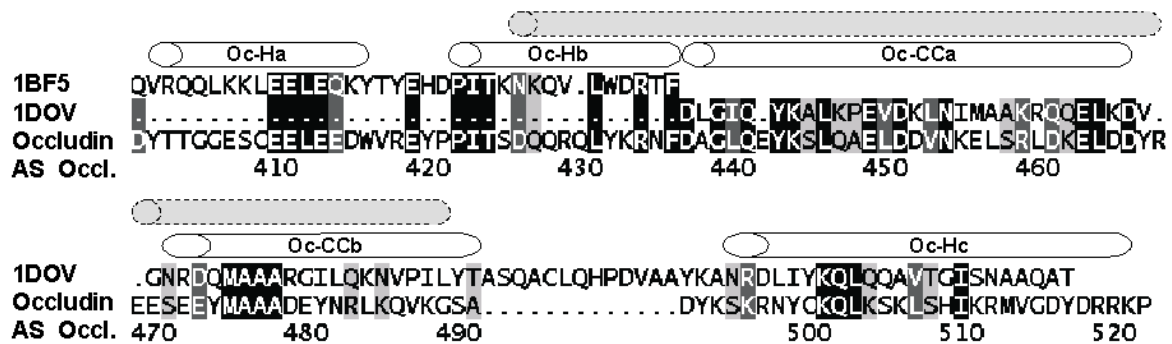 Oc-Ha Oc-Hb Oc-CCa
1BF5 QVRQQLKKLEELEQKYTYEHDPITKNKQV.LWDRTF
1DOV ....................................DLGIQ.YKALKPEVDKLNIMAAKRQQELKDV.
Occludin DYTTGGESCEELEEDWVREYPPITSDQQRQLYKRNFDAGLQEYKSLQAELDDVNKELSRLDKELDDYR
AS Occl. 410 420 430 440 450 460
Oc-CCb Oc-Hc
1DOV .GNRDQMAAARGILQKNVPILYTASQACLQHPDVAAYKANRDLIYKQLQQAVTGISNAAQAT
Occludin EESEEYMAAADEYNRLKQVKGSA.............DYKSKRNYCKQLKSKLSHIKRMVGDYDRRKP
AS Occl. 470 480 490 500 510 520